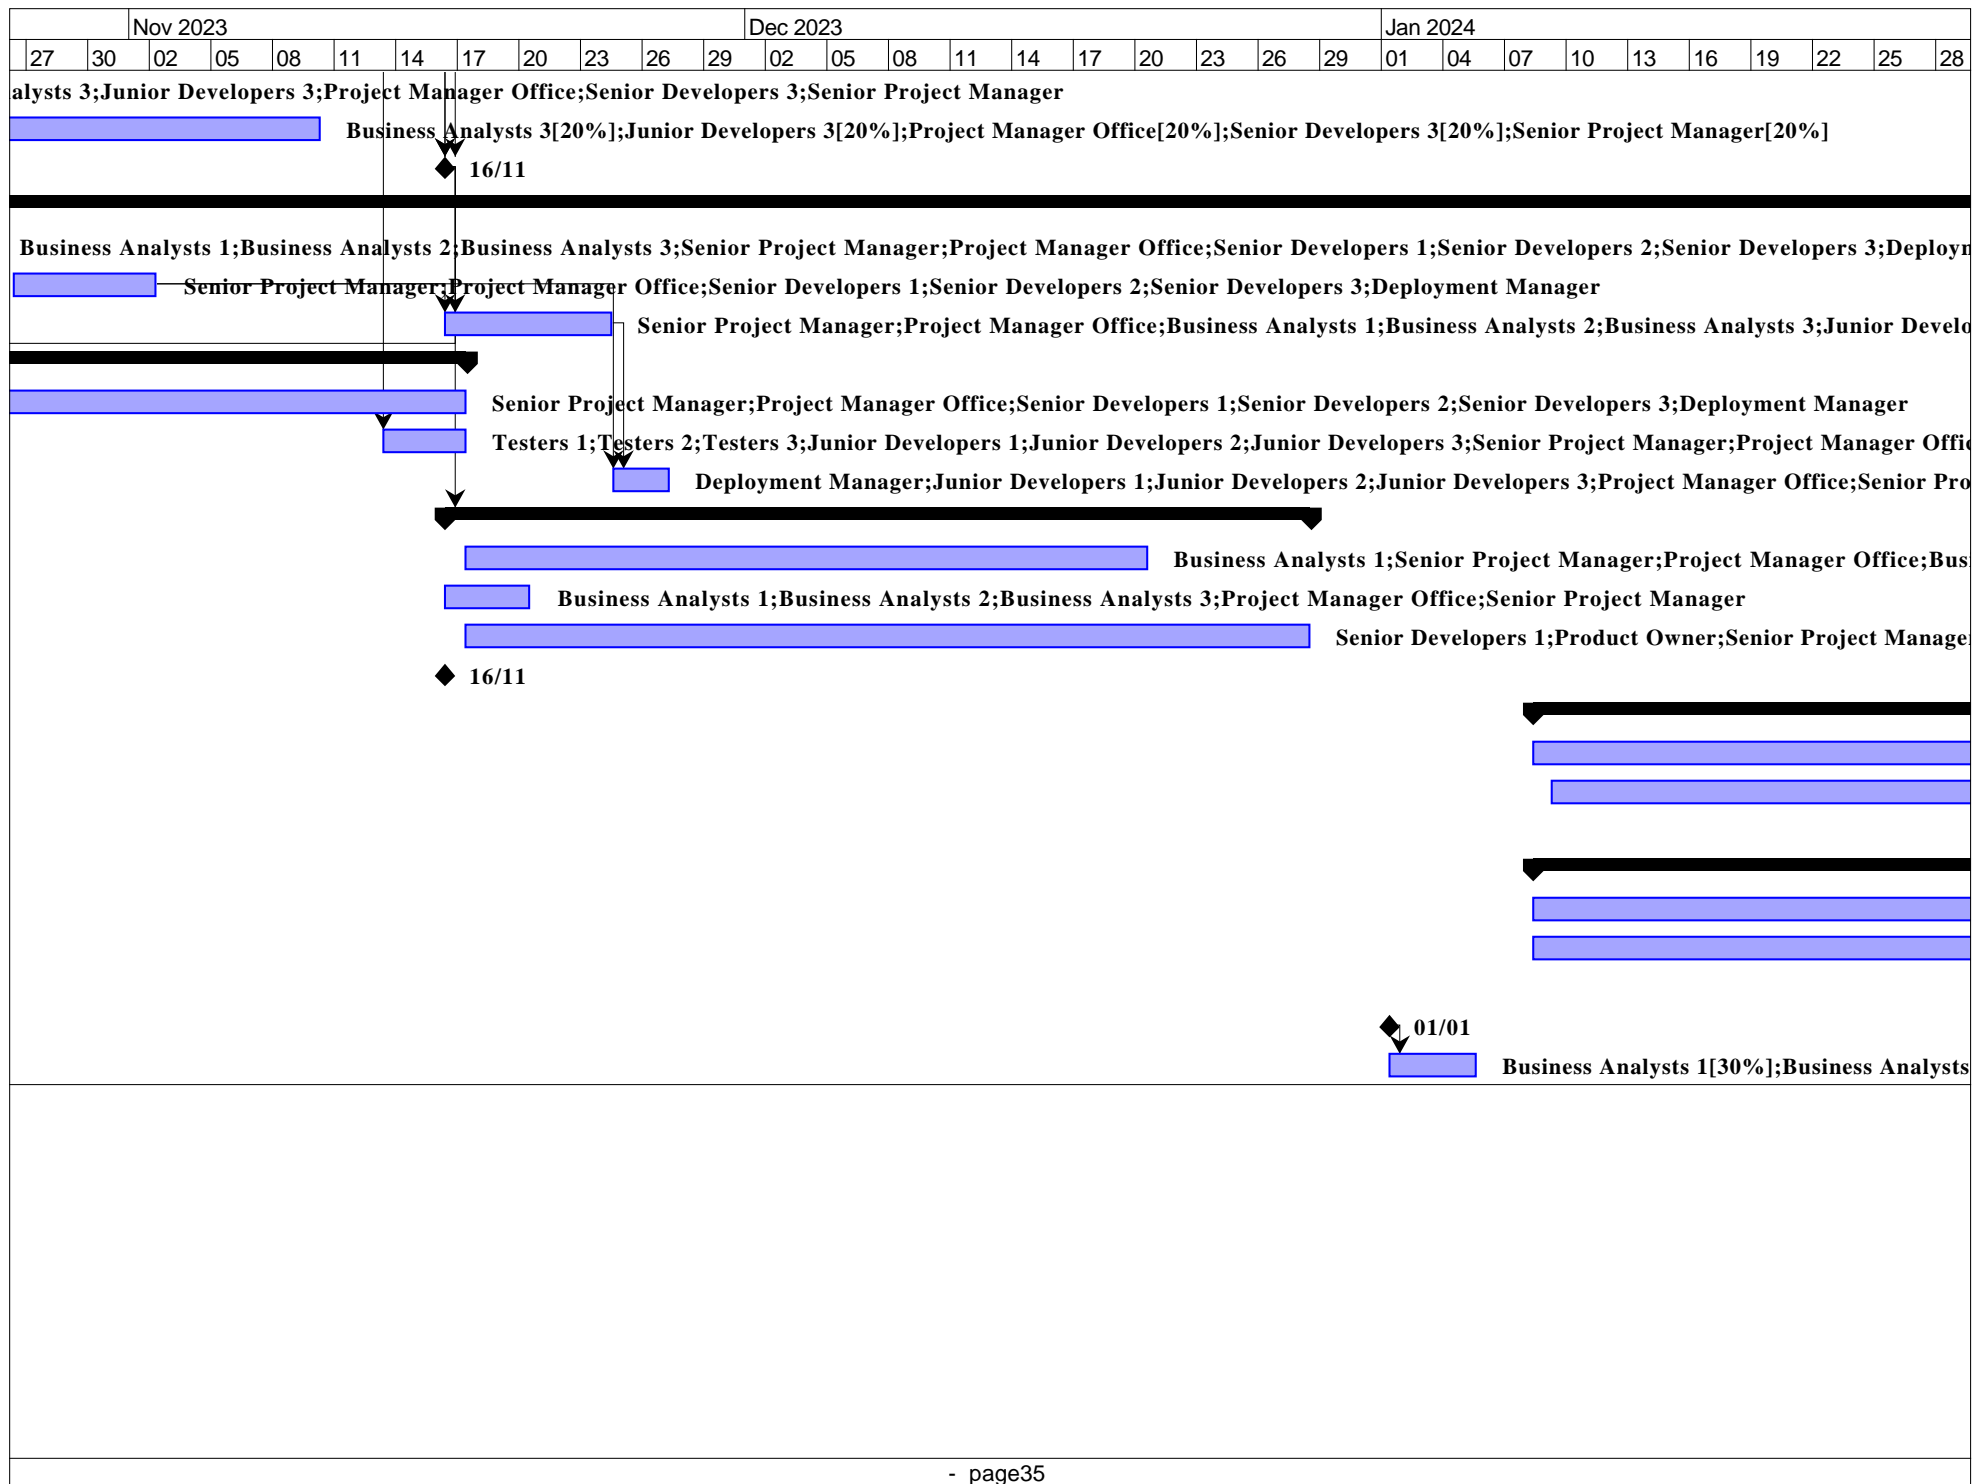 Nov 2023 Dec 2023 Jan 2024
27 30 02 05 08 11 14 17 20 23 26 29 02 05 08 11 14 17 20 23 26 29 01 04 07 10 13 16 19 22 25 28
alysts 3;Junior Developers 3;Project Manager Office;Senior Developers 3;Senior Project Manager
Business Analysts 3[20%];Junior Developers 3[20%];Project Manager Office[20%];Senior Developers 3[20%];Senior Project Manager[20%]
16/11
Business Analysts 1;Business Analysts 2;Business Analysts 3;Senior Project Manager;Project Manager Office;Senior Developers 1;Senior Developers 2;Senior Developers 3;Deploym
Senior Project Manager;Project Manager Office;Senior Developers 1;Senior Developers 2;Senior Developers 3;Deployment Manager
Senior Project Manager;Project Manager Office;Business Analysts 1;Business Analysts 2;Business Analysts 3;Junior Develo
Senior Project Manager;Project Manager Office;Senior Developers 1;Senior Developers 2;Senior Developers 3;Deployment Manager
Testers 1;Testers 2;Testers 3;Junior Developers 1;Junior Developers 2;Junior Developers 3;Senior Project Manager;Project Manager Offic
Deployment Manager;Junior Developers 1;Junior Developers 2;Junior Developers 3;Project Manager Office;Senior Pro
Business Analysts 1;Senior Project Manager;Project Manager Office;Bus
Business Analysts 1;Business Analysts 2;Business Analysts 3;Project Manager Office;Senior Project Manager
Senior Developers 1;Product Owner;Senior Project Manager
16/11
01/01
Business Analysts 1[30%];Business Analysts
- page35